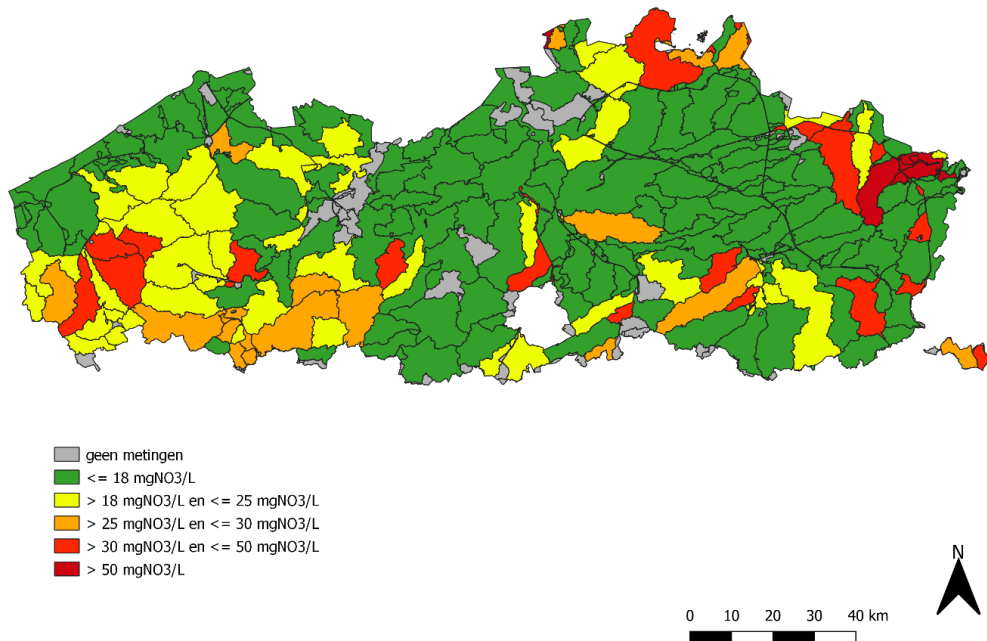 geen metingen
<= 18 mgNO3/L
> 18 mgNO3/L en <= 25 mgNO3/L
> 25 mgNO3/L en <= 30 mgNO3/L
> 30 mgNO3/L en <= 50 mgNO3/L
> 50 mgNO3/L
N
0 10 20 30 40 km